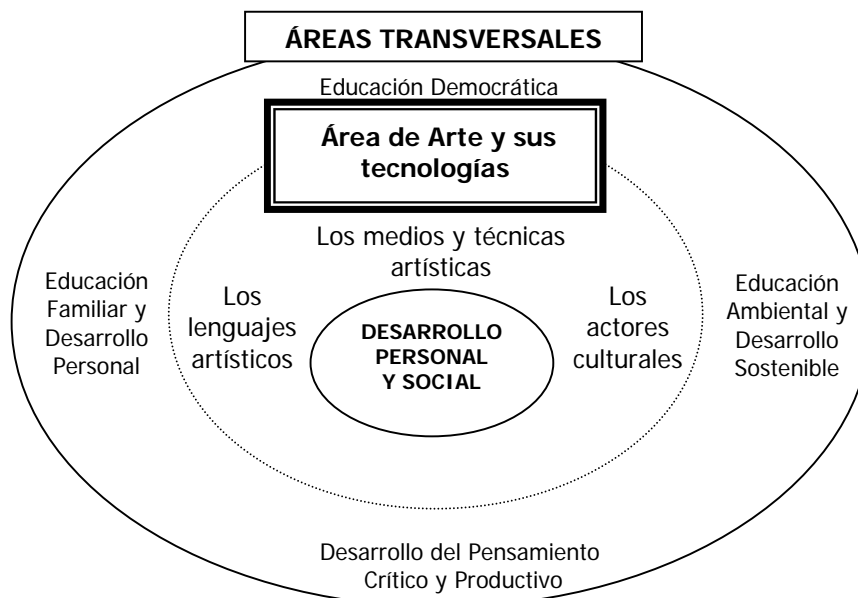 ÁREAS TRANSVERSALES
Educación Democrática
Área de Arte y sus
tecnologías
Los medios y técnicas
artísticas
Educación
Familiar y
Desarrollo
Personal
Los
lenguajes
artísticos
DESARROLLO
PERSONAL
Y SOCIAL
Los
actores
culturales
Educación
Ambiental y
Desarrollo
Sostenible
Desarrollo del Pensamiento
Crítico y Productivo